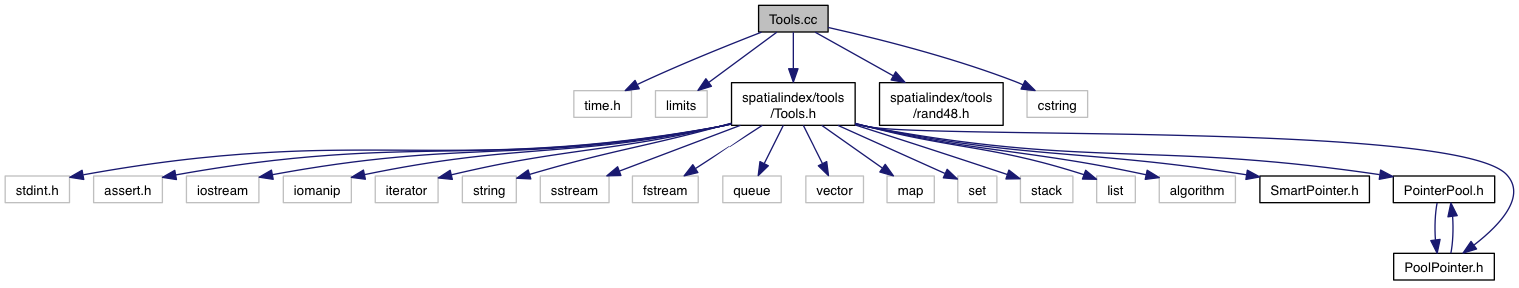 Tools.cc
time.h
limits
spatialindex/tools
/Tools.h
spatialindex/tools
/rand48.h
cstring
stdint.h
assert.h
iostream
iomanip
iterator
string
sstream
fstream
queue
vector
map
set
stack
list
algorithm
SmartPointer.h
PointerPool.h
PoolPointer.h